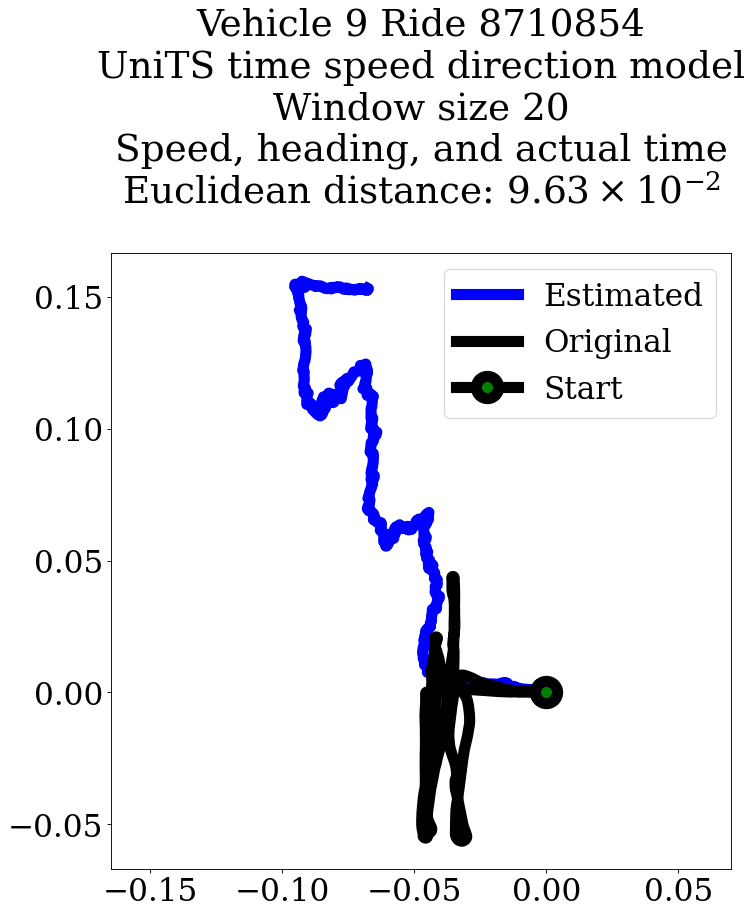 Vehicle 9 Ride 8710854
UniTS time speed direction model
Window size 20
Speed, heading, and actual time
Euclidean distance: 9.63 × 10⁻²
Estimated
Original
Start
0.15
0.10
0.05
0.00
−0.05
−0.15
−0.10
−0.05
0.00
0.05